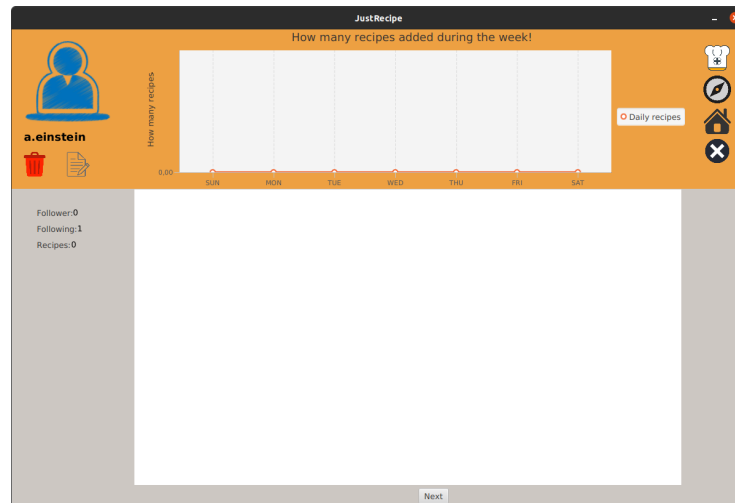 JustRecipe
How many recipes added during the week!
How many recipes
0,00
SUN MON TUE WED THU FRI SAT
Daily recipes
a.einstein
Follower:0
Following:1
Recipes:0
Next